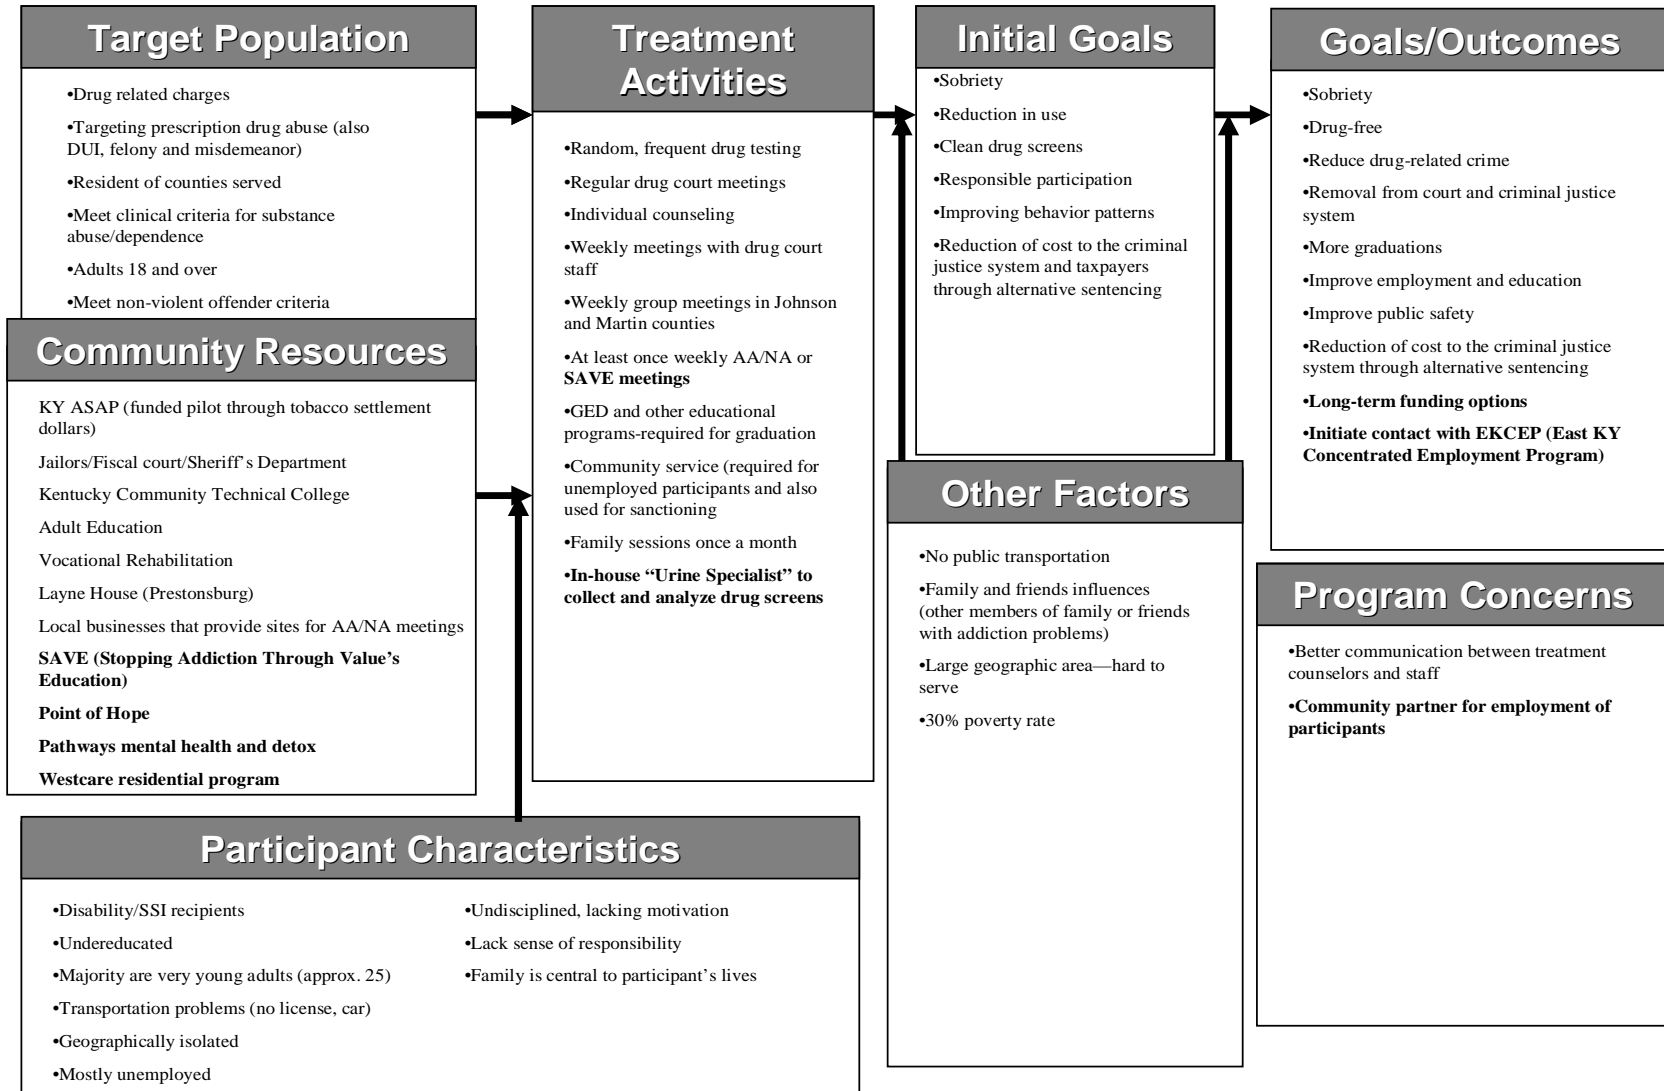 Target Population
•Drug related charges
•Targeting prescription drug abuse (also
DUI, felony and misdemeanor)
•Resident of counties served
•Meet clinical criteria for substance
abuse/dependence
•Adults 18 and over
•Meet non-violent offender criteria
Community Resources
KY ASAP (funded pilot through tobacco settlement
dollars)
Jailors/Fiscal court/Sheriff’s Department
Kentucky Community Technical College
Adult Education
Vocational Rehabilitation
Layne House (Prestonsburg)
Local businesses that provide sites for AA/NA meetings
SAVE (Stopping Addiction Through Value’s
Education)
Point of Hope
Pathways mental health and detox
Westcare residential program
Treatment
Activities
•Random, frequent drug testing
•Regular drug court meetings
•Individual counseling
•Weekly meetings with drug court
staff
•Weekly group meetings in Johnson
and Martin counties
•At least once weekly AA/NA or
SAVE meetings
•GED and other educational
programs-required for graduation
•Community service (required for
unemployed participants and also
used for sanctioning
•Family sessions once a month
•In-house “Urine Specialist” to
collect and analyze drug screens
Initial Goals
•Sobriety
•Reduction in use
•Clean drug screens
•Responsible participation
•Improving behavior patterns
•Reduction of cost to the criminal
justice system and taxpayers
through alternative sentencing
Other Factors
•No public transportation
•Family and friends influences
(other members of family or friends
with addiction problems)
•Large geographic area—hard to
serve
•30% poverty rate
Goals/Outcomes
•Sobriety
•Drug-free
•Reduce drug-related crime
•Removal from court and criminal justice
system
•More graduations
•Improve employment and education
•Improve public safety
•Reduction of cost to the criminal justice
system through alternative sentencing
•Long-term funding options
•Initiate contact with EKCEP (East KY
Concentrated Employment Program)
Program Concerns
•Better communication between treatment
counselors and staff
•Community partner for employment of
participants
Participant Characteristics
•Disability/SSI recipients
•Undereducated
•Majority are very young adults (approx. 25)
•Transportation problems (no license, car)
•Geographically isolated
•Mostly unemployed
•Undisciplined, lacking motivation
•Lack sense of responsibility
•Family is central to participant’s lives